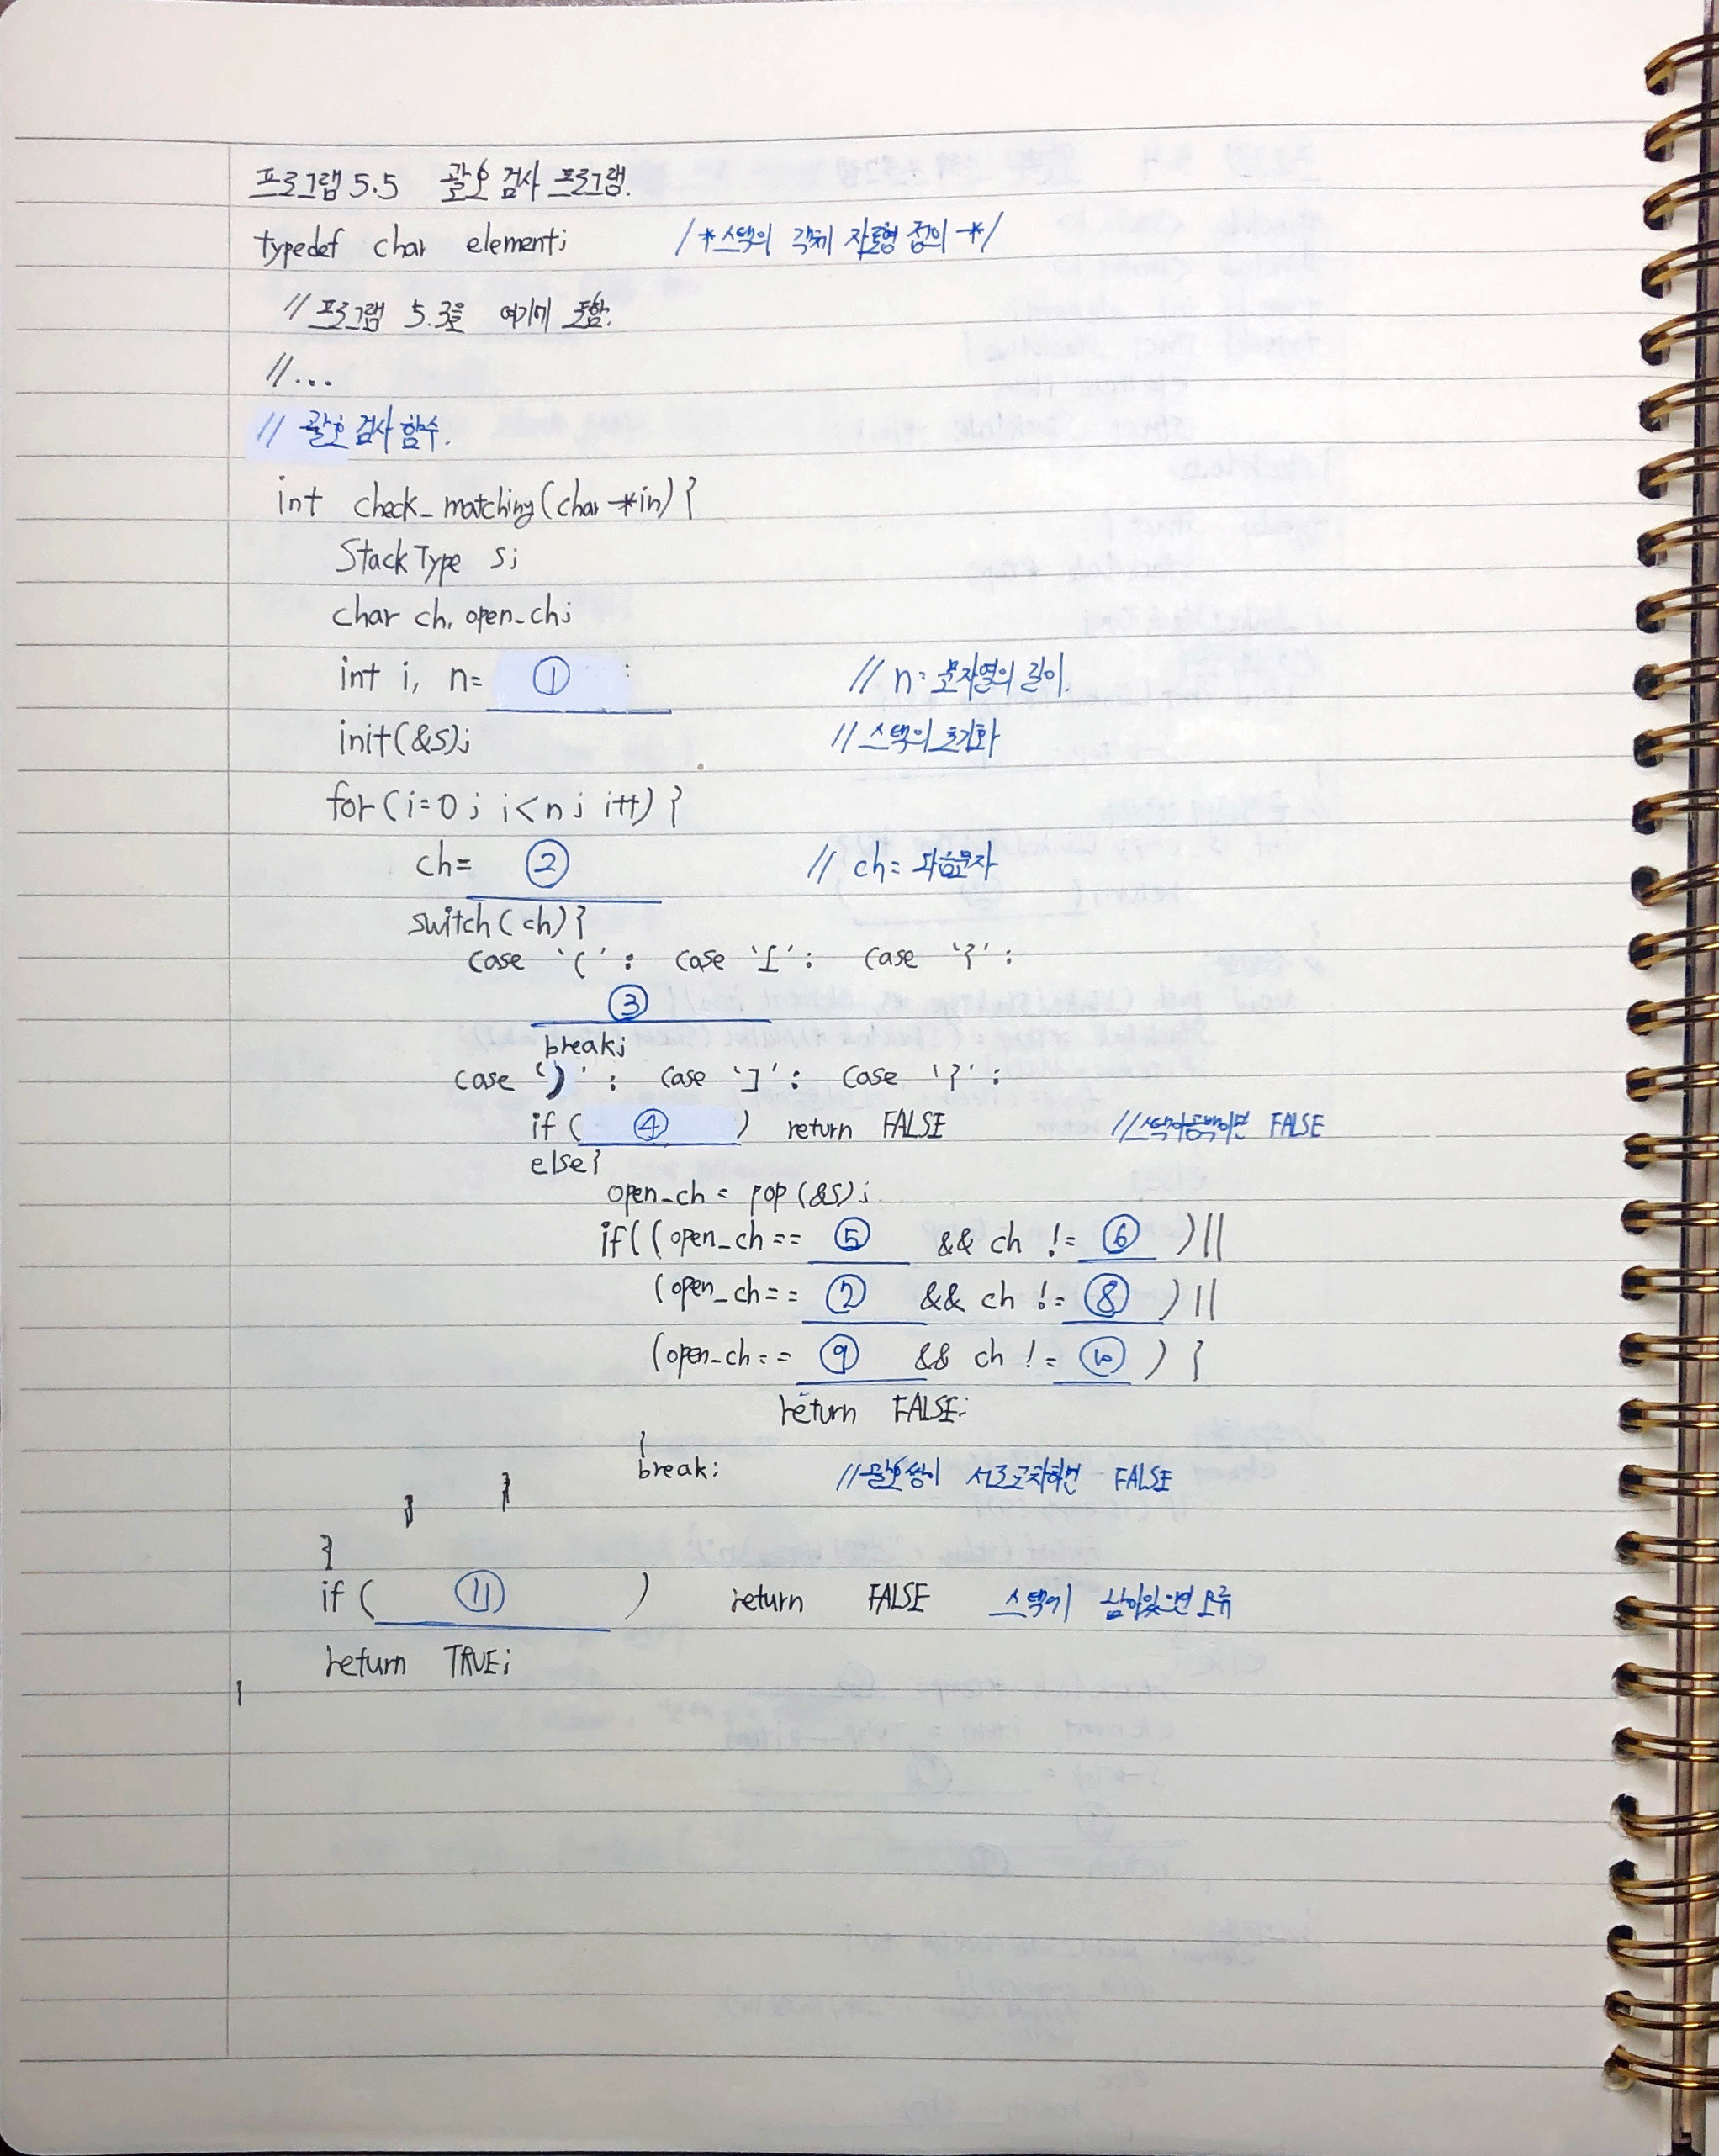 프로그램 5.5 괄호 검사 프로그램.
typedef char element; /*스택의 객체 자료형 정의*/
// 프로그램 5.3을 여기에 포함.
//...
// 괄호 검사 함수.
int check_matching(char *in) {
StackType s;
char ch, open_ch;
int i, n= ① ; // n= 문자열의 길이.
init(&s); // 스택의 초기화
for(i=0; i<n; i++) {
ch= ② // ch= 다음문자
switch(ch) {
case '(' : case '[' : case '{' :
③
break;
case ')' : case ']' : case '}' :
if( ④ ) return FALSE //스택이공백이면 FALSE
else{
open_ch = pop(&s);
if((open_ch == ⑤ && ch != ⑥ ) ||
(open_ch == ⑦ && ch != ⑧ ) ||
(open_ch == ⑨ && ch != ⑩ ) {
return FALSE;
}
break; //괄호쌍이 서로교차하면 FALSE
}
}
}
if( ⑪ ) return FALSE 스택에 남아있으면 오류
return TRUE;
}